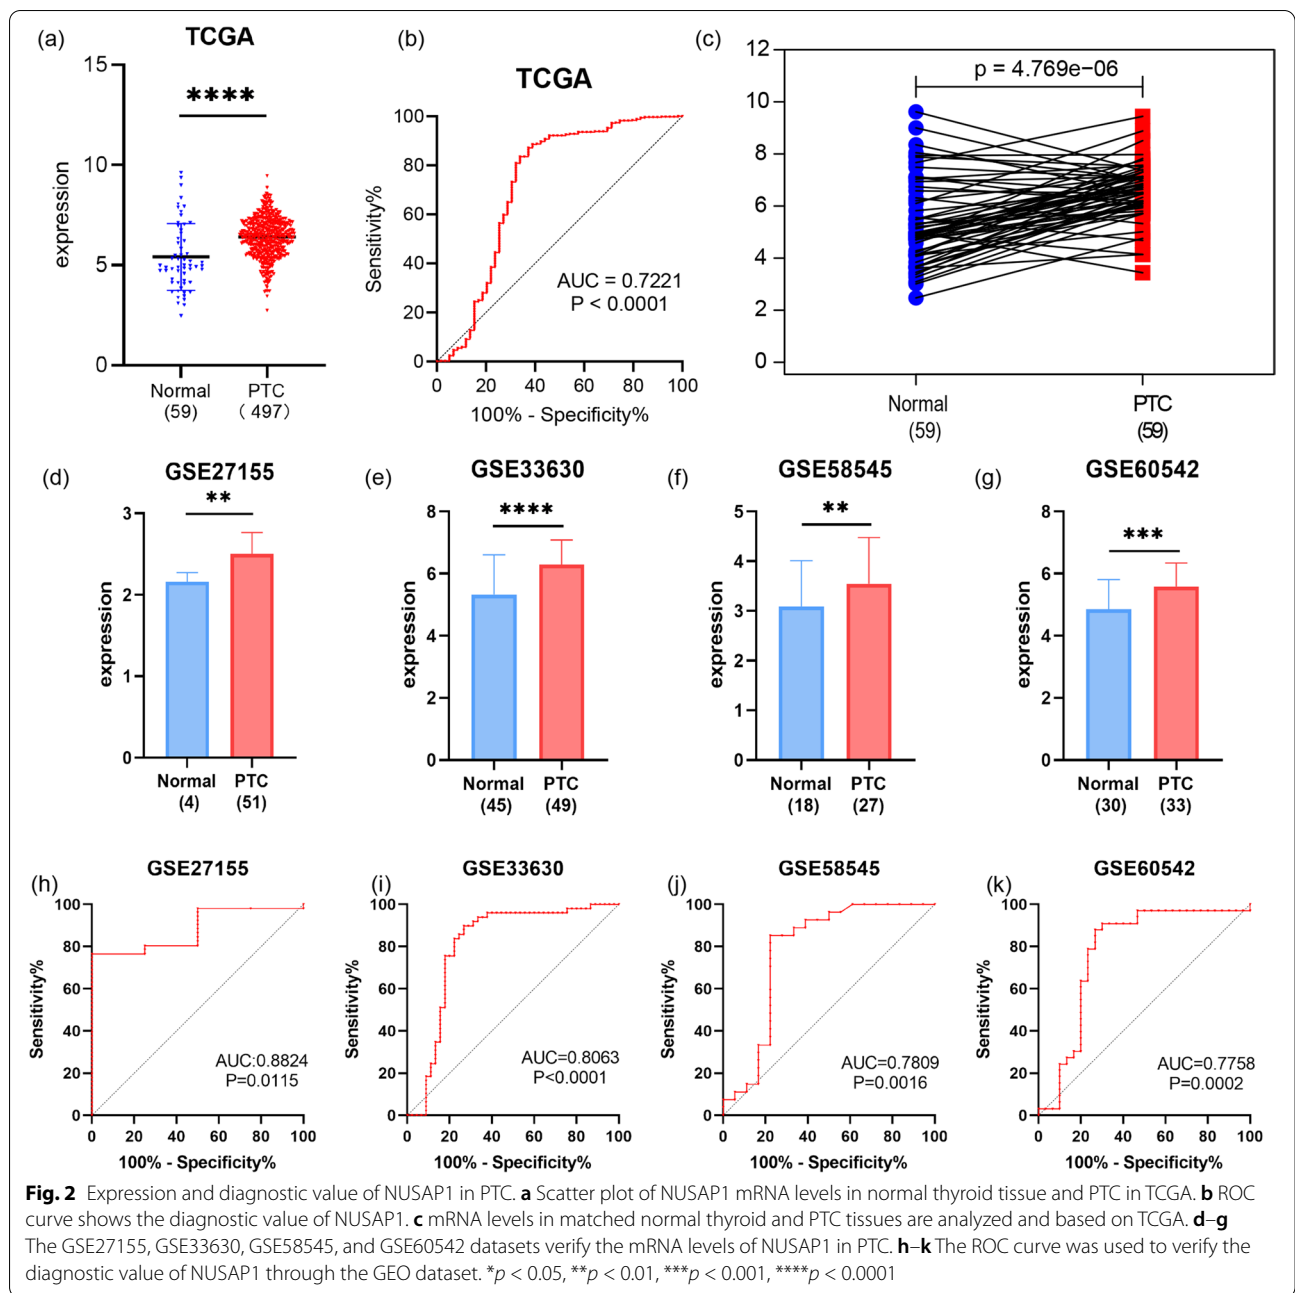 (a)
TCGA
****
15
10
5
0
expression
Normal
(59)
PTC
( 497)
(b)
TCGA
100
80
60
40
20
0
Sensitivity%
AUC = 0.7221
P < 0.0001
0 20 40 60 80 100
100% - Specificity%
(c)
12
10
8
6
4
2
0
p = 4.769e−06
Normal
(59)
PTC
(59)
(d)
GSE27155
**
3
2
1
0
expression
Normal
(4)
PTC
(51)
(e)
GSE33630
****
8
6
4
2
0
expression
Normal
(45)
PTC
(49)
(f)
GSE58545
**
5
4
3
2
1
0
expression
Normal
(18)
PTC
(27)
(g)
GSE60542
***
8
6
4
2
0
expression
Normal
(30)
PTC
(33)
(h)
GSE27155
100
80
60
40
20
0
Sensitivity%
AUC:0.8824
P=0.0115
0 20 40 60 80 100
100% - Specificity%
(i)
GSE33630
100
80
60
40
20
0
Sensitivity%
AUC=0.8063
P<0.0001
0 20 40 60 80 100
100% - Specificity%
(j)
GSE58545
100
80
60
40
20
0
Sensitivity%
AUC=0.7809
P=0.0016
0 20 40 60 80 100
100% - Specificity%
(k)
GSE60542
100
80
60
40
20
0
Sensitivity%
AUC=0.7758
P=0.0002
0 20 40 60 80 100
100% - Specificity%
Fig. 2 Expression and diagnostic value of NUSAP1 in PTC. a Scatter plot of NUSAP1 mRNA levels in normal thyroid tissue and PTC in TCGA. b ROC
curve shows the diagnostic value of NUSAP1. c mRNA levels in matched normal thyroid and PTC tissues are analyzed and based on TCGA. d–g
The GSE27155, GSE33630, GSE58545, and GSE60542 datasets verify the mRNA levels of NUSAP1 in PTC. h–k The ROC curve was used to verify the
diagnostic value of NUSAP1 through the GEO dataset. *p < 0.05, **p < 0.01, ***p < 0.001, ****p < 0.0001